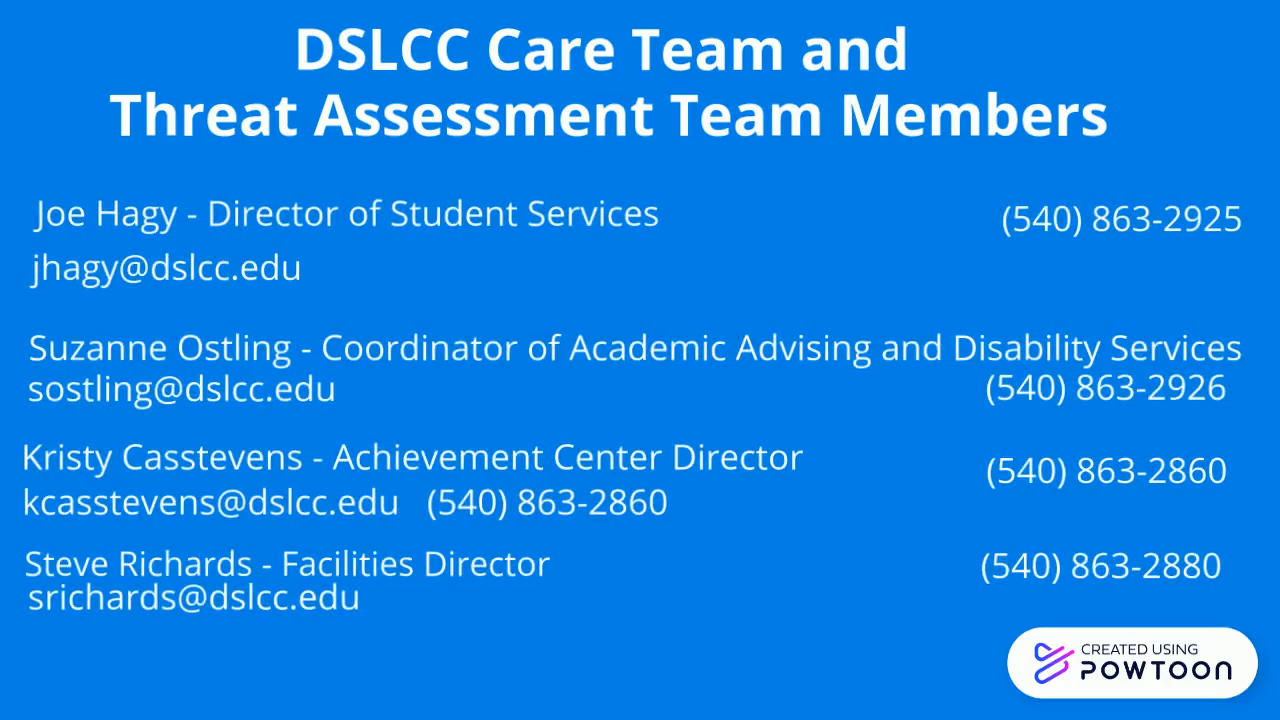 DSLCC Care Team and
Threat Assessment Team Members
Joe Hagy - Director of Student Services (540) 863-2925
jhagy@dslcc.edu
Suzanne Ostling - Coordinator of Academic Advising and Disability Services
sostling@dslcc.edu (540) 863-2926
Kristy Casstevens - Achievement Center Director (540) 863-2860
kcasstevens@dslcc.edu (540) 863-2860
Steve Richards - Facilities Director (540) 863-2880
srichards@dslcc.edu
CREATED USING
POWTOON